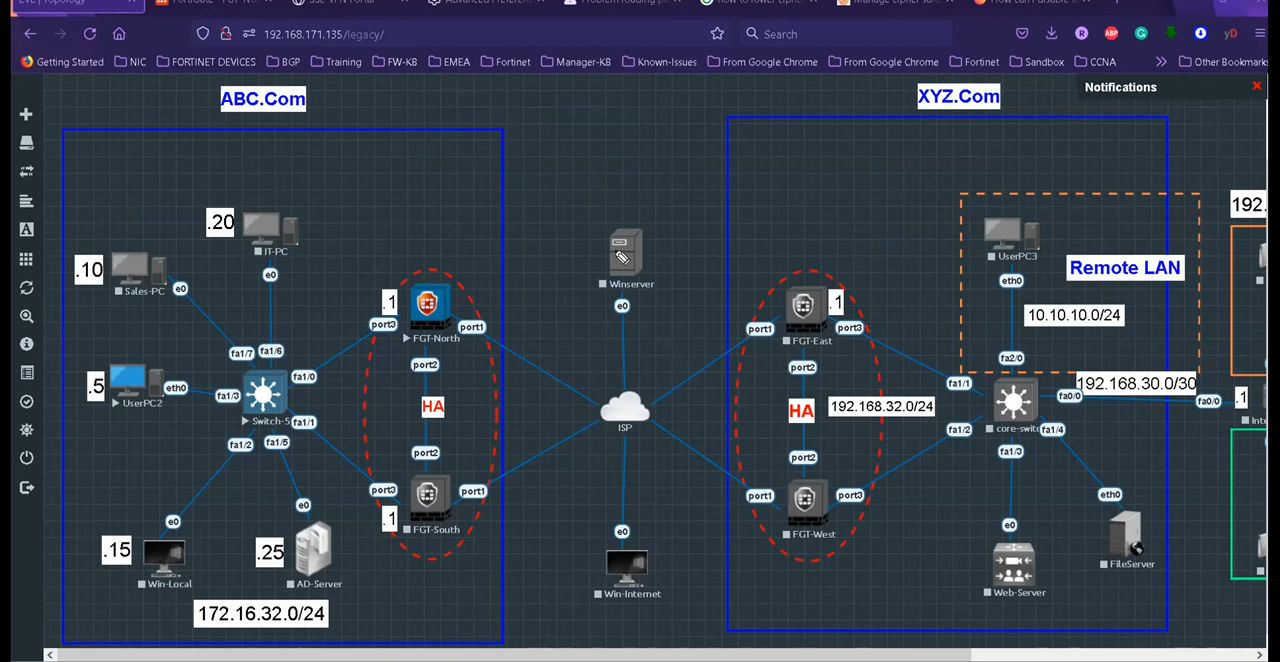 192.168.171.135/legacy/
Search
Getting Started
NIC
FORTINET DEVICES
BGP
Training
FW-KB
EMEA
Fortinet
Manager-KB
Known-Issues
From Google Chrome
From Google Chrome
Fortinet
Sandbox
CCNA
Other Bookmarks
ABC.Com
XYZ.Com
Notifications
.20
IT-PC
e0
.10
Sales-PC
e0
fa1/7
fa1/6
.5
UserPC2
eth0
fa1/3
Switch-5
fa1/0
fa1/1
fa1/2
fa1/5
e0
e0
.15
Win-Local
.25
AD-Server
172.16.32.0/24
.1
port3
FGT-North
port1
port2
HA
port2
port3
port1
.1
FGT-South
Winserver
e0
ISP
e0
Win-Internet
port1
FGT-East
.1
port3
port2
HA
192.168.32.0/24
port2
port1
port3
FGT-West
UserPC3
eth0
Remote LAN
10.10.10.0/24
fa2/0
192.168.30.0/30
fa1/1
fa0/0
fa0/0
.1
core-switc
fa1/2
fa1/4
fa1/3
e0
eth0
Web-Server
FileServer
192.
Inte